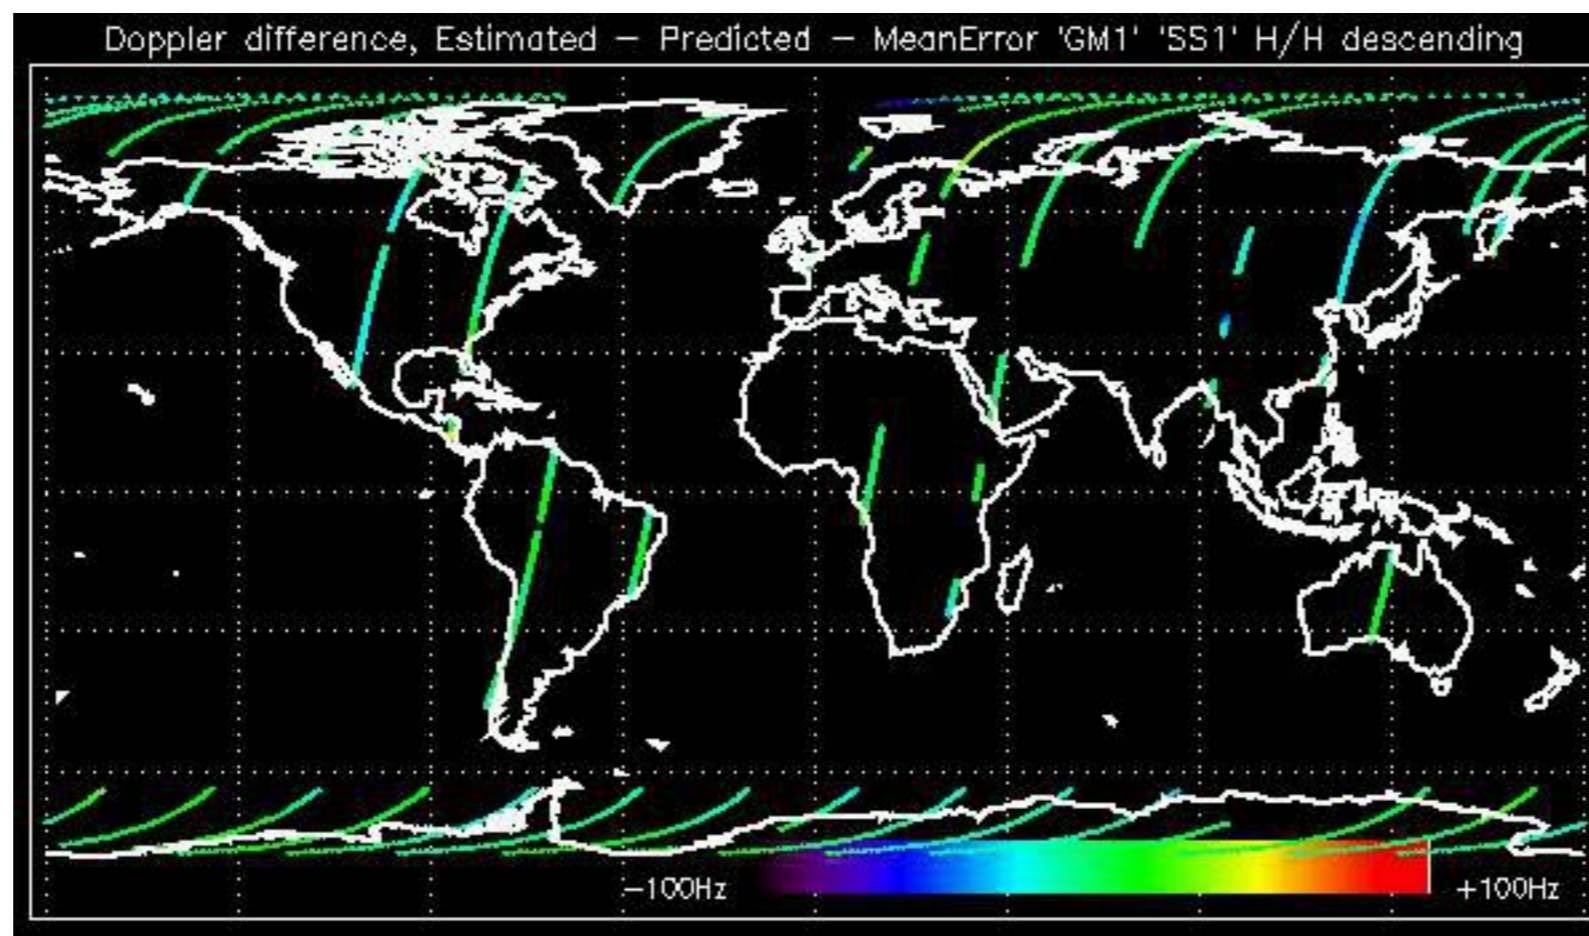 Doppler difference, Estimated – Predicted – MeanError 'GM1' 'SS1' H/H descending
–100Hz
+100Hz